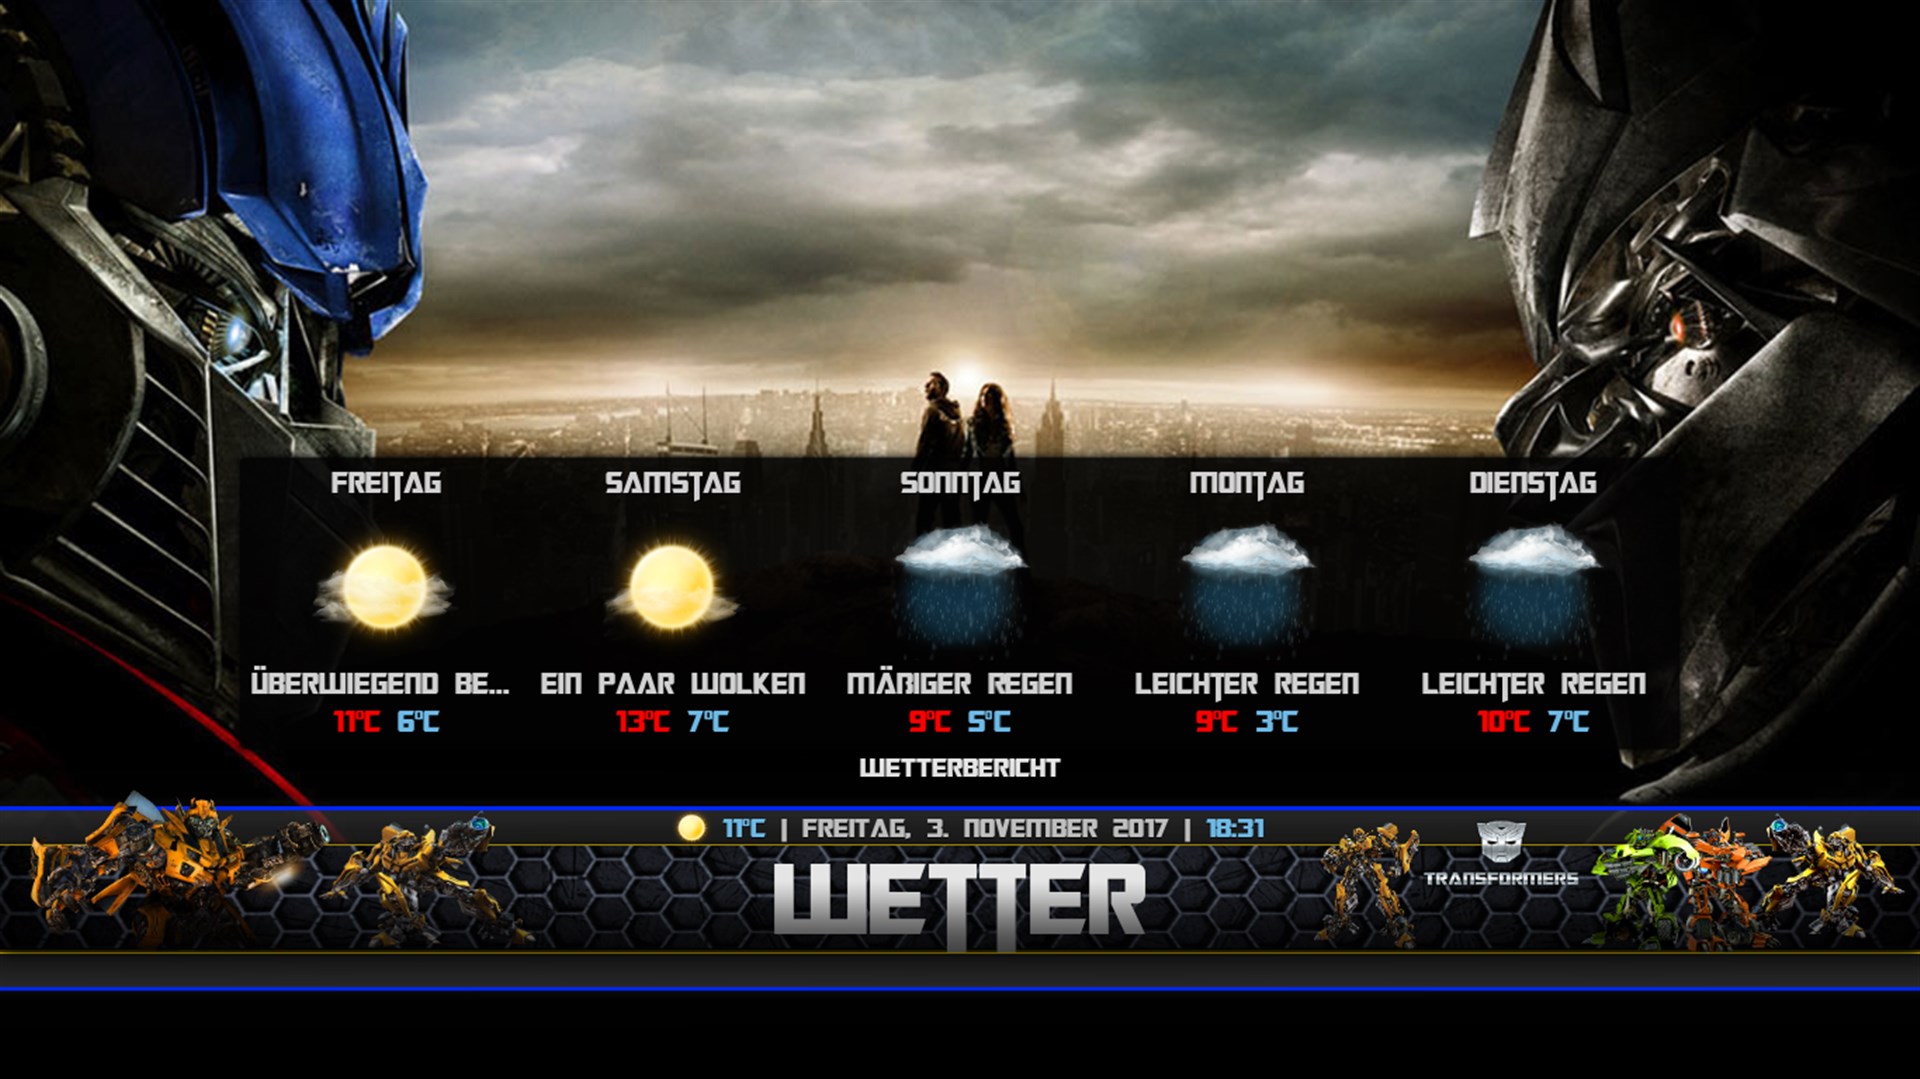 FREITAG SAMSTAG SONNTAG MONTAG DIENSTAG
ÜBERWIEGEND BE... EIN PAAR WOLKEN MÄßIGER REGEN LEICHTER REGEN LEICHTER REGEN
11°C 6°C 13°C 7°C 9°C 5°C 9°C 3°C 10°C 7°C
WETTERBERICHT
11°C | FREITAG, 3. NOVEMBER 2017 | 18:31
WETTER
TRANSFORMERS